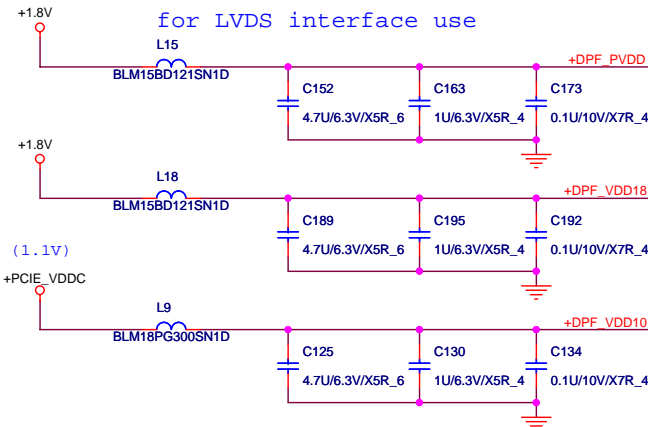 +1.8V
for LVDS interface use
L15
+DPF_PVDD
BLM15BD121SN1D
C152
C163
C173
4.7U/6.3V/X5R_6
1U/6.3V/X5R_4
0.1U/10V/X7R_4
+1.8V
L18
+DPF_VDD18
BLM15BD121SN1D
C189
C195
C192
4.7U/6.3V/X5R_6
1U/6.3V/X5R_4
0.1U/10V/X7R_4
(1.1V)
+PCIE_VDDC
L9
+DPF_VDD10
BLM18PG300SN1D
C125
C130
C134
4.7U/6.3V/X5R_6
1U/6.3V/X5R_4
0.1U/10V/X7R_4